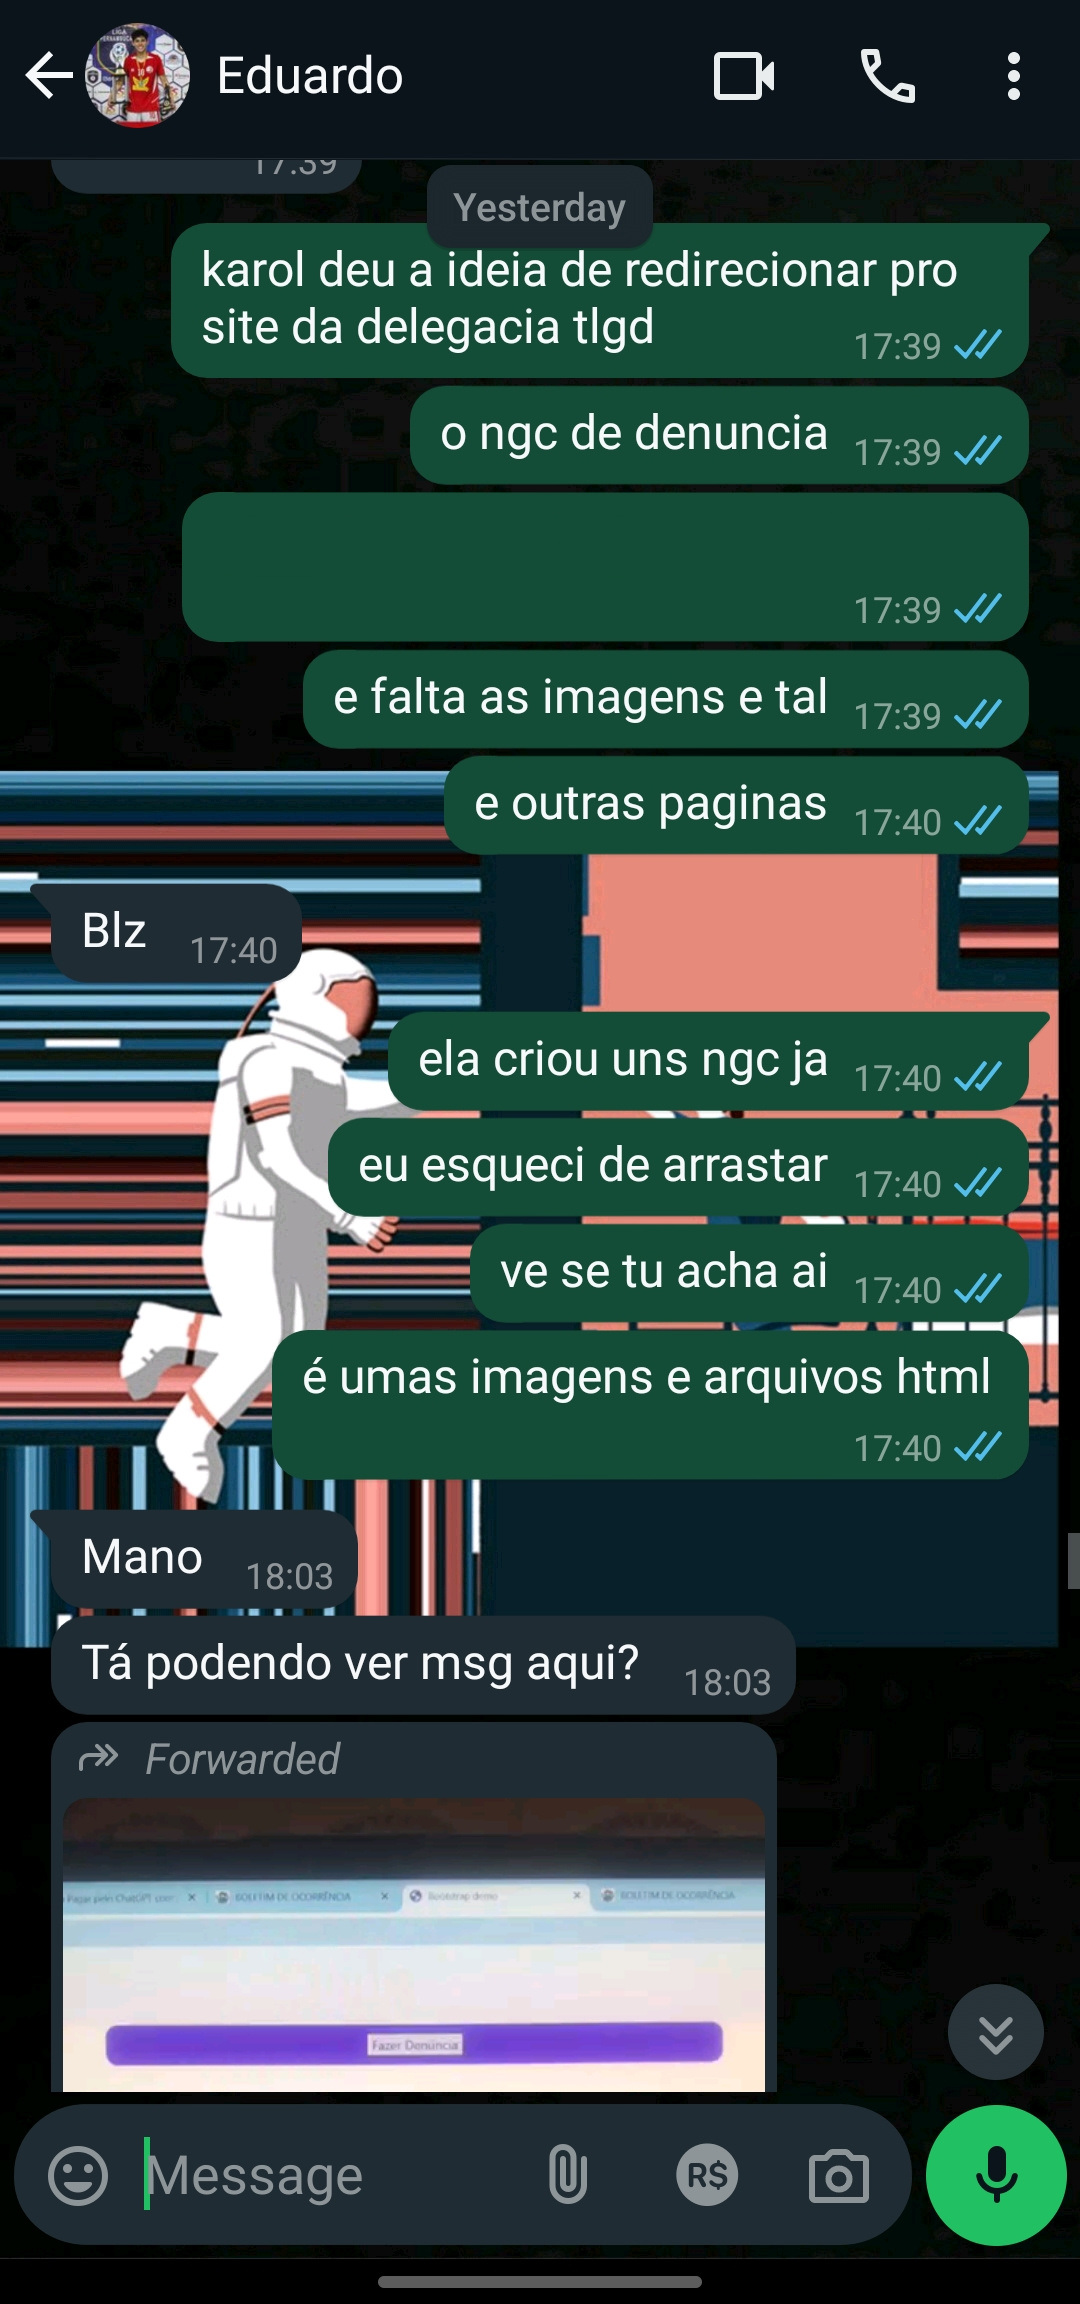 Eduardo
17:39
Yesterday
karol deu a ideia de redirecionar pro
site da delegacia tlgd
17:39
o ngc de denuncia
17:39
17:39
e falta as imagens e tal
17:39
e outras paginas
17:40
Blz
17:40
ela criou uns ngc ja
17:40
eu esqueci de arrastar
17:40
ve se tu acha ai
17:40
é umas imagens e arquivos html
17:40
Mano
18:03
Tá podendo ver msg aqui?
18:03
Forwarded
BOLETIM DE OCORRÊNCIA
Bootstrap demo
BOLETIM DE OCORRÊNCIA
Fazer Denúncia
Message
R$